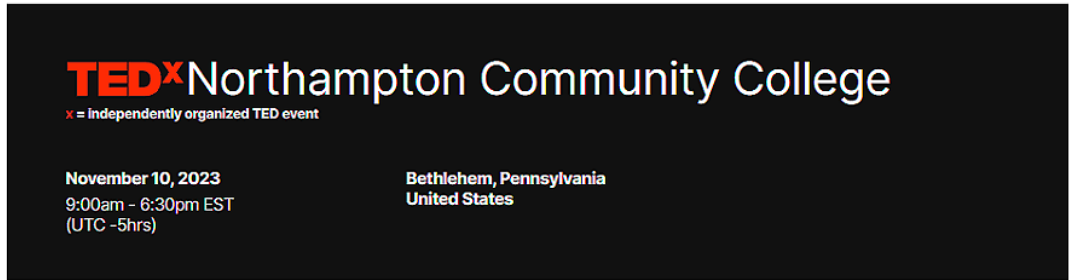 TEDxNorthampton Community College
x = independently organized TED event
November 10, 2023
9:00am - 6:30pm EST
(UTC -5hrs)
Bethlehem, Pennsylvania
United States